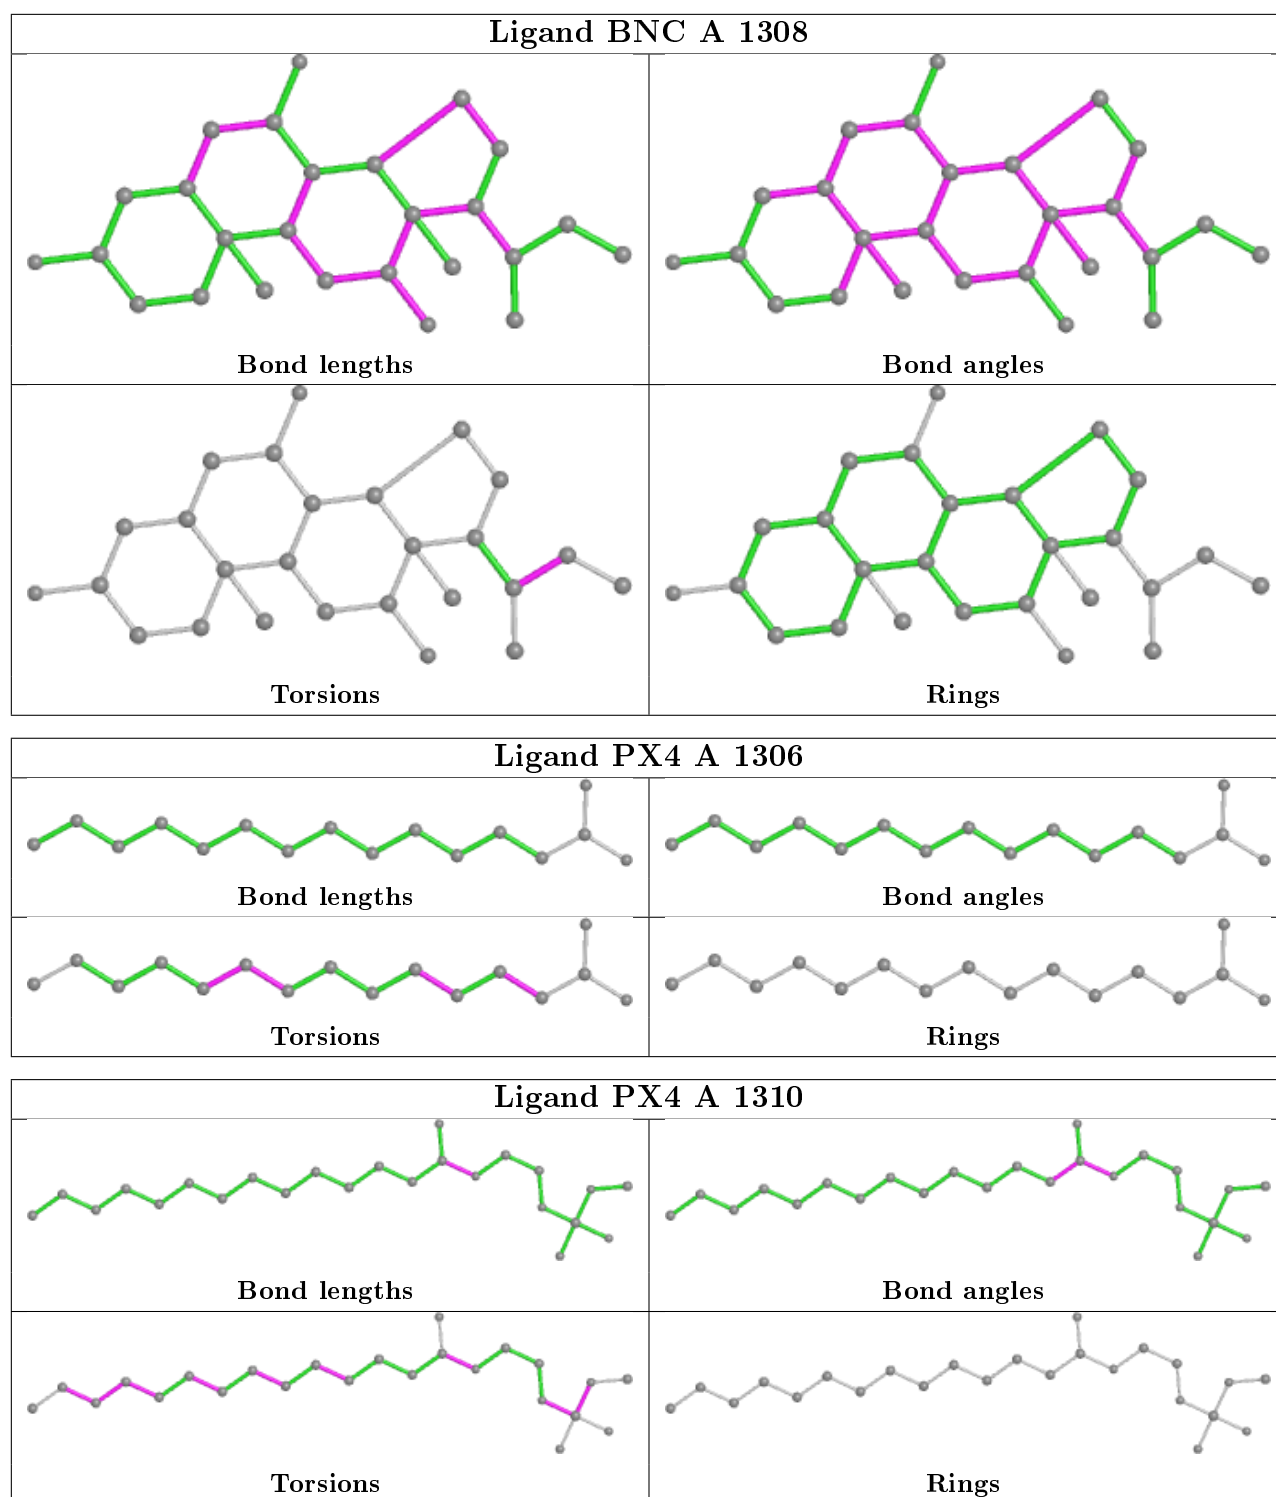 Ligand BNC A 1308
Bond lengths
Bond angles
Torsions
Rings
Ligand PX4 A 1306
Bond lengths
Bond angles
Torsions
Rings
Ligand PX4 A 1310
Bond lengths
Bond angles
Torsions
Rings